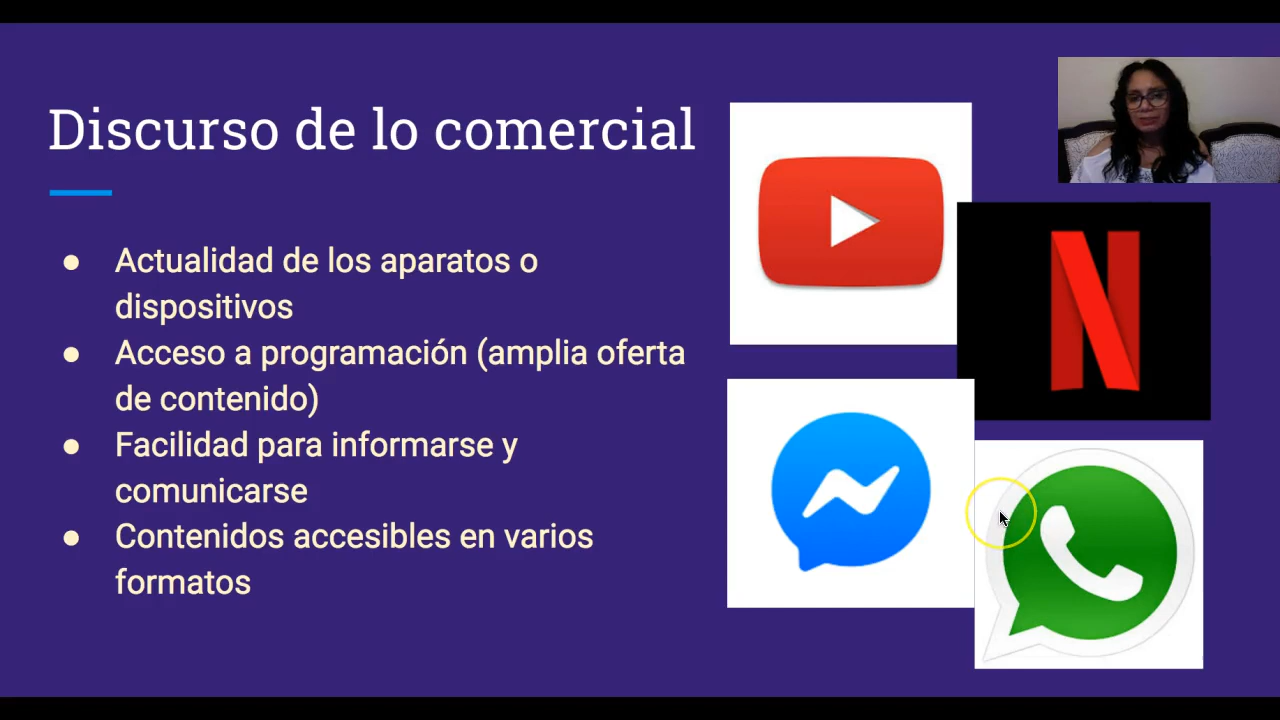 Discurso de lo comercial
● Actualidad de los aparatos o
dispositivos
● Acceso a programación (amplia oferta
de contenido)
● Facilidad para informarse y
comunicarse
● Contenidos accesibles en varios
formatos
N